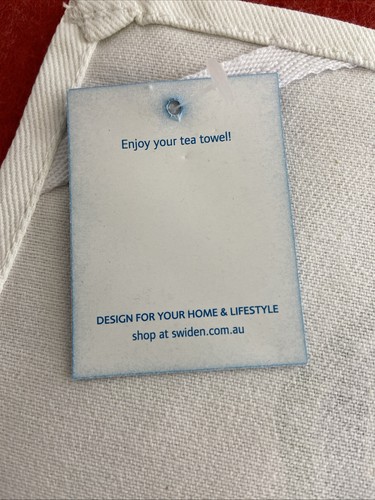 Enjoy your tea towel!
DESIGN FOR YOUR HOME & LIFESTYLE
shop at swiden.com.au